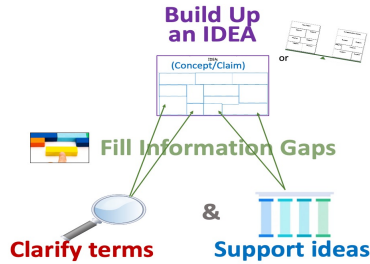 Build Up
an IDEA
IDEA
(Concept/Claim)
or
Fill Information Gaps
&
Clarify terms
Support ideas